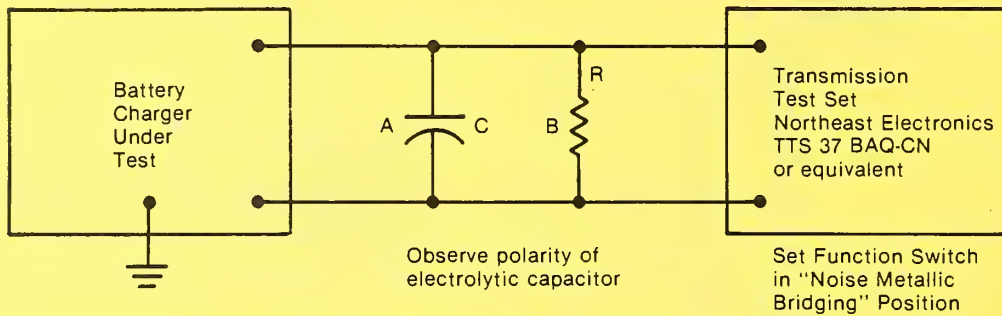 Battery
Charger
Under
Test
A
C
B
R
Transmission
Test Set
Northeast Electronics
TTS 37 BAQ-CN
or equivalent
Observe polarity of
electrolytic capacitor
Set Function Switch
in "Noise Metallic
Bridging" Position